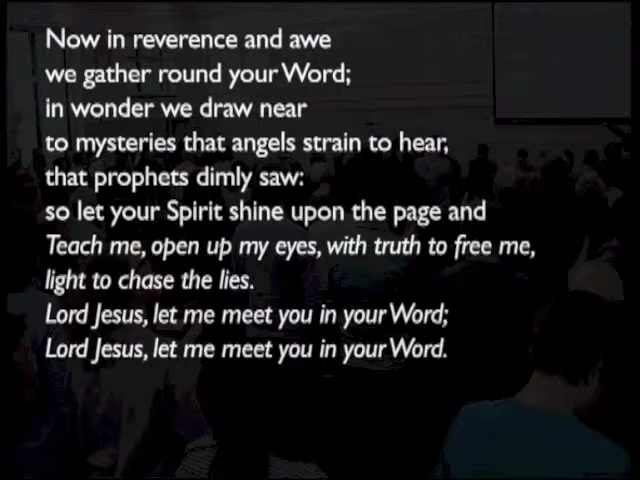 Now in reverence and awe
we gather round your Word;
in wonder we draw near
to mysteries that angels strain to hear,
that prophets dimly saw:
so let your Spirit shine upon the page and
Teach me, open up my eyes, with truth to free me,
light to chase the lies.
Lord Jesus, let me meet you in your Word;
Lord Jesus, let me meet you in your Word.